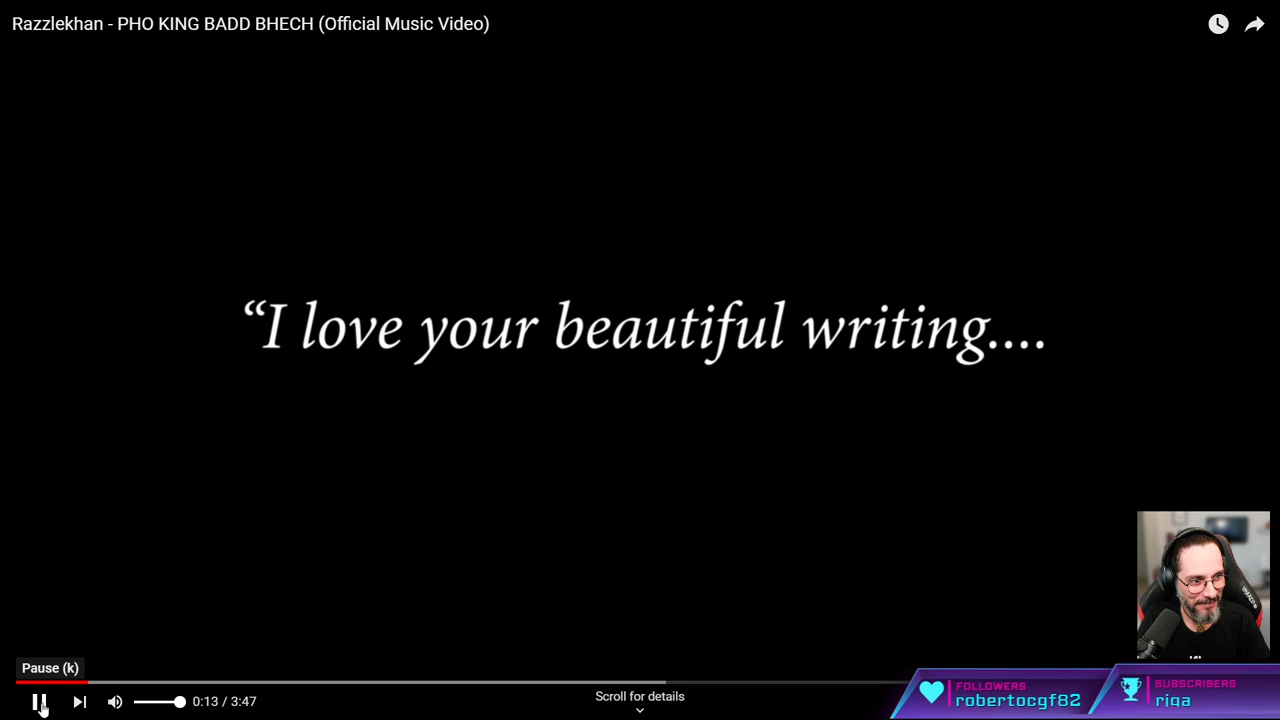 Razzlekhan - PHO KING BADD BHECH (Official Music Video)
“I love your beautiful writing....
Pause (k)
0:13 / 3:47
Scroll for details
FOLLOWERS
robertocgf82
SUBSCRIBERS
riqa